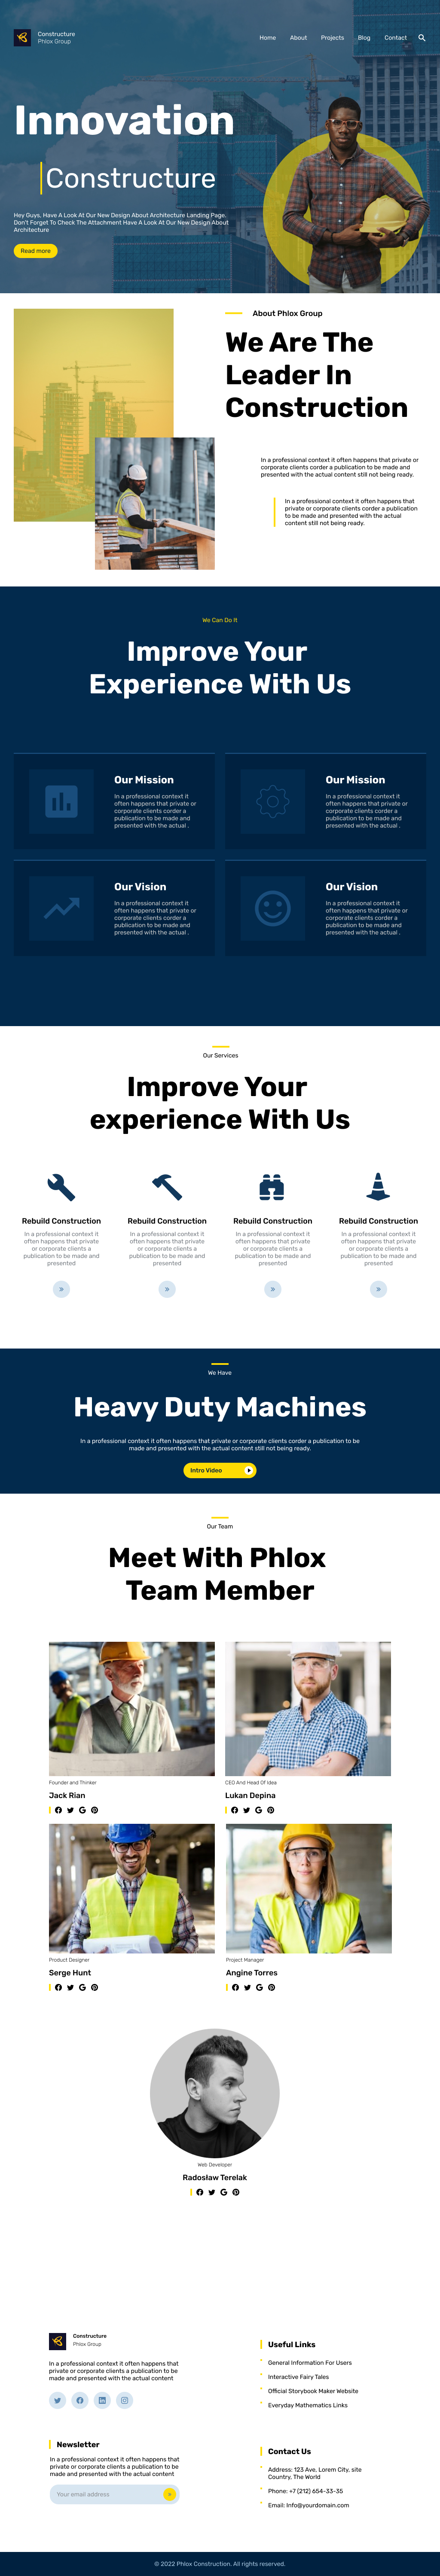 Constructure
Phlox Group
Home About Projects Blog Contact
Innovation
Constructure
Hey Guys, Have A Look At Our New Design About Architecture Landing Page.
Don't Forget To Check The Attachment Have A Look At Our New Design About
Architecture
Read more
About Phlox Group
We Are The
Leader In
Construction
In a professional context it often happens that private or
corporate clients corder a publication to be made and
presented with the actual content still not being ready.
In a professional context it often happens that
private or corporate clients corder a publication
to be made and presented with the actual
content still not being ready.
We Can Do It
Improve Your
Experience With Us
Our Mission
In a professional context it
often happens that private or
corporate clients corder a
publication to be made and
presented with the actual .
Our Mission
In a professional context it
often happens that private or
corporate clients corder a
publication to be made and
presented with the actual .
Our Vision
In a professional context it
often happens that private or
corporate clients corder a
publication to be made and
presented with the actual .
Our Vision
In a professional context it
often happens that private or
corporate clients corder a
publication to be made and
presented with the actual .
Our Services
Improve Your
experience With Us
Rebuild Construction
In a professional context it
often happens that private
or corporate clients a
publication to be made and
presented
Rebuild Construction
In a professional context it
often happens that private
or corporate clients a
publication to be made and
presented
Rebuild Construction
In a professional context it
often happens that private
or corporate clients a
publication to be made and
presented
Rebuild Construction
In a professional context it
often happens that private
or corporate clients a
publication to be made and
presented
We Have
Heavy Duty Machines
In a professional context it often happens that private or corporate clients corder a publication to be
made and presented with the actual content still not being ready.
Intro Video
Our Team
Meet With Phlox
Team Member
Founder and Thinker
Jack Rian
CEO And Head Of Idea
Lukan Depina
Product Designer
Serge Hunt
Project Manager
Angine Torres
Web Developer
Radosław Terelak
Constructure
Phlox Group
In a professional context it often happens that
private or corporate clients a publication to be
made and presented with the actual content
Newsletter
In a professional context it often happens that
private or corporate clients a publication to be
made and presented with the actual content
Your email address
Useful Links
General Information For Users
Interactive Fairy Tales
Official Storybook Maker Website
Everyday Mathematics Links
Contact Us
Address: 123 Ave, Lorem City, site
Country, The World
Phone: +7 (212) 654-33-35
Email: Info@yourdomain.com
© 2022 Phlox Construction. All rights reserved.